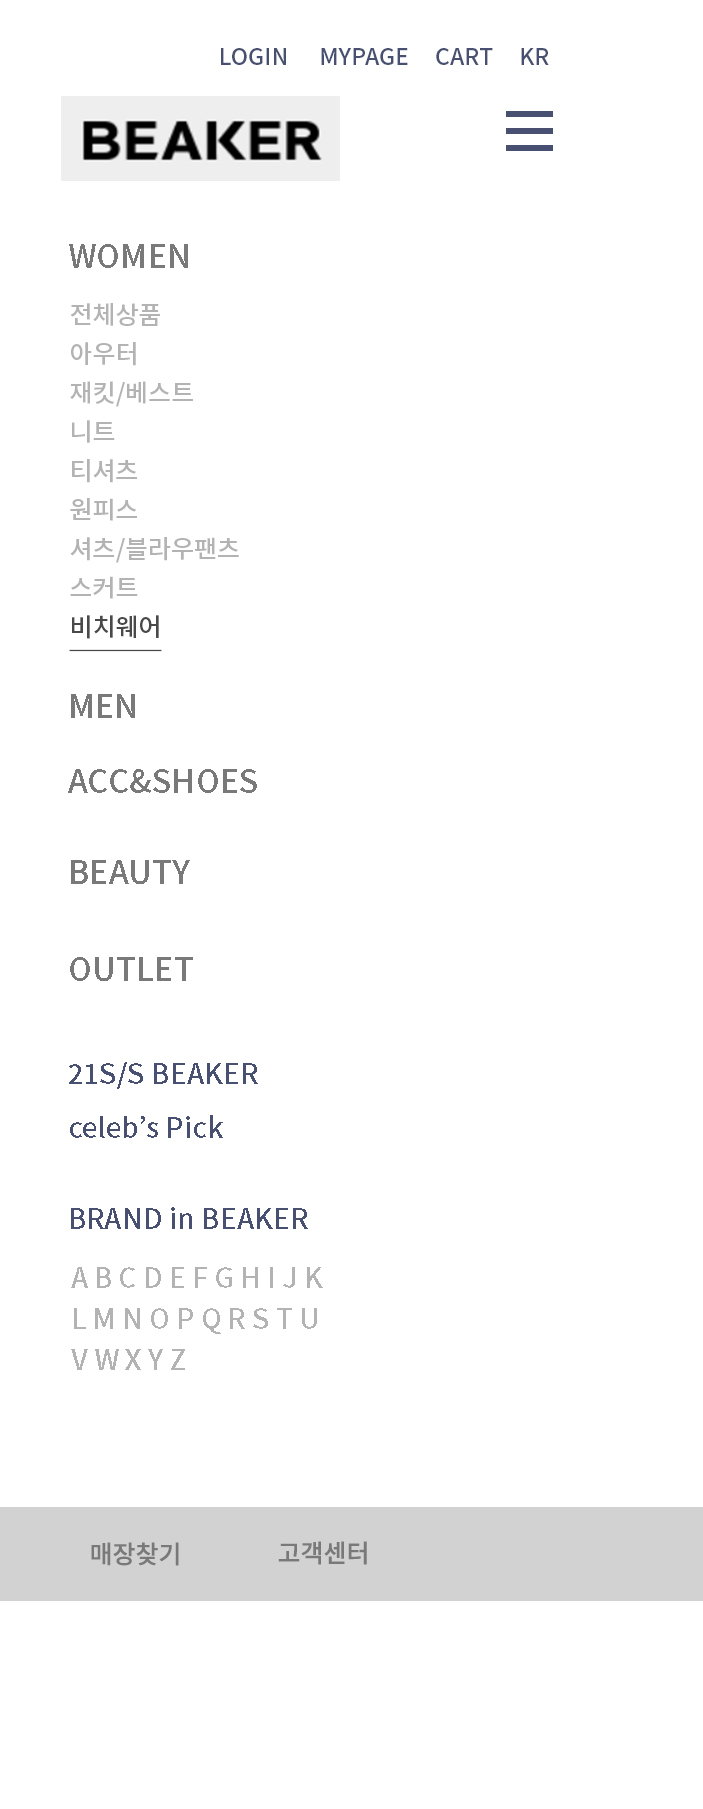 LOGIN MYPAGE CART KR
BEAKER
WOMEN
전체상품
아우터
재킷/베스트
니트
티셔츠
원피스
셔츠/블라우팬츠
스커트
비치웨어
MEN
ACC&SHOES
BEAUTY
OUTLET
21S/S BEAKER
celeb’s Pick
BRAND in BEAKER
A B C D E F G H I J K
L M N O P Q R S T U
V W X Y Z
매장찾기 고객센터